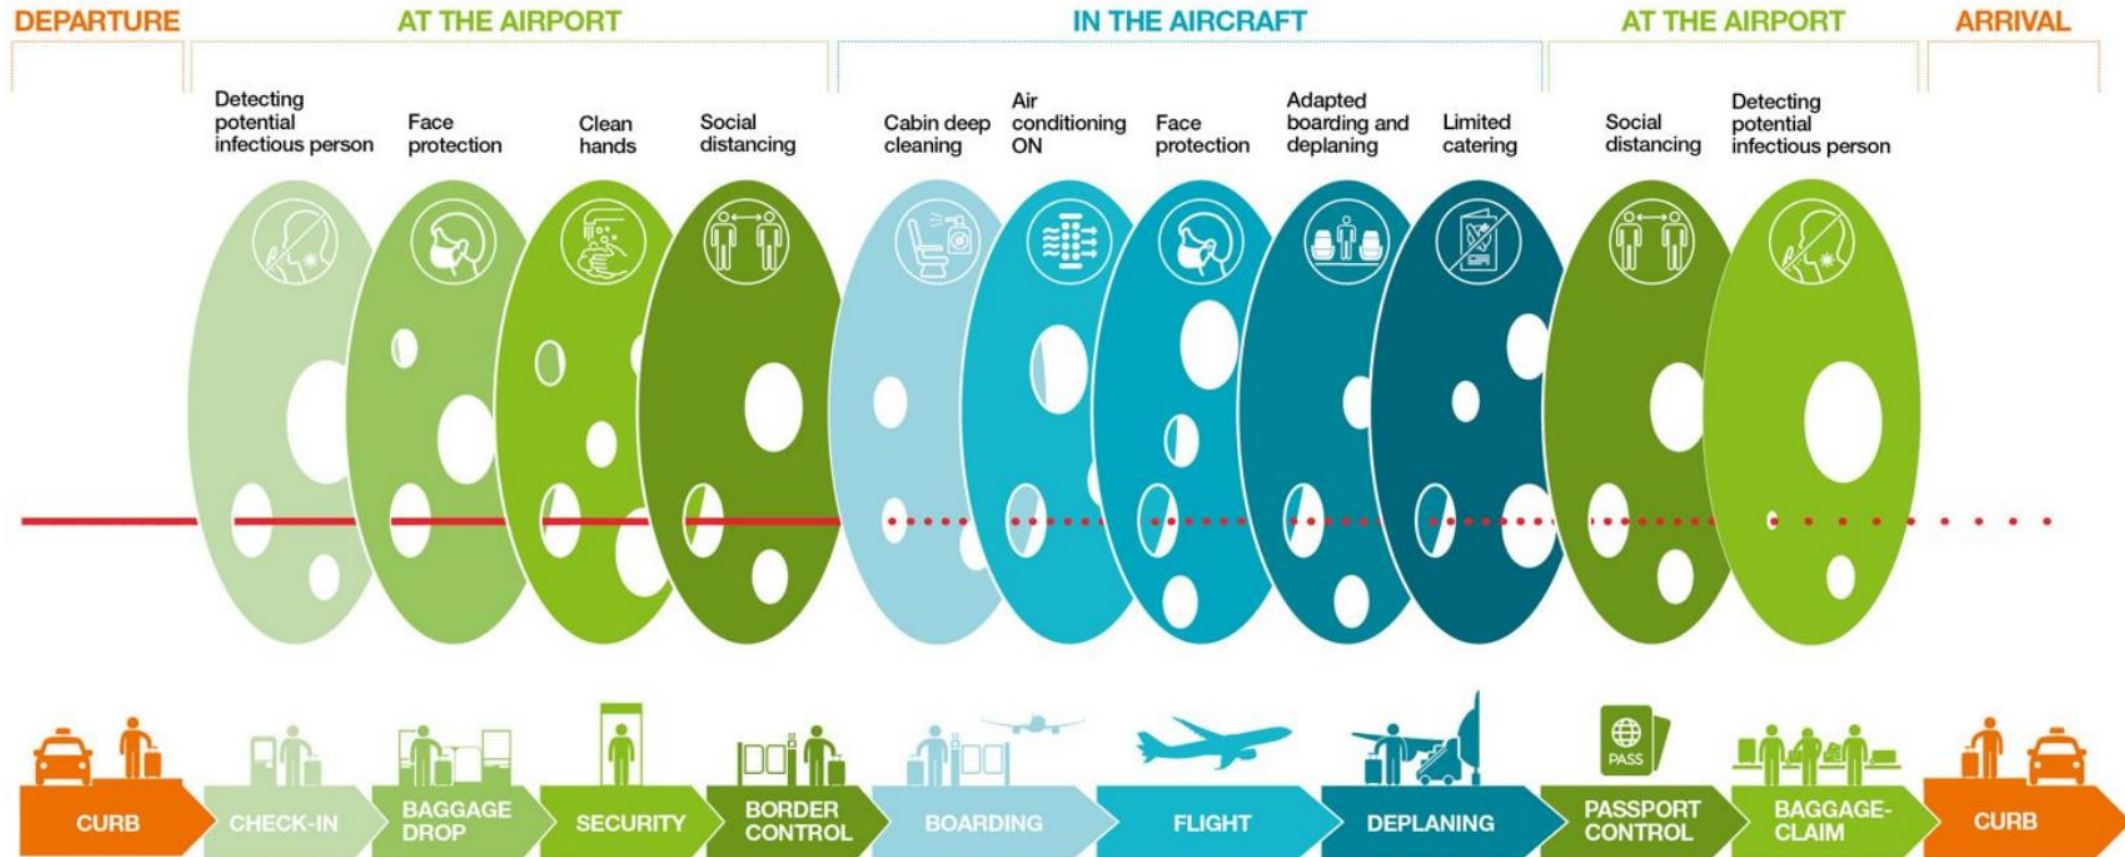 DEPARTURE
AT THE AIRPORT
IN THE AIRCRAFT
AT THE AIRPORT
ARRIVAL
Detecting
potential
infectious person
Face
protection
Clean
hands
Social
distancing
Cabin deep
cleaning
Air
conditioning
ON
Face
protection
Adapted
boarding and
deplaning
Limited
catering
Social
distancing
Detecting
potential
infectious person
PASS
CURB
CHECK-IN
BAGGAGE
DROP
SECURITY
BORDER
CONTROL
BOARDING
FLIGHT
DEPLANING
PASSPORT
CONTROL
BAGGAGE-
CLAIM
CURB